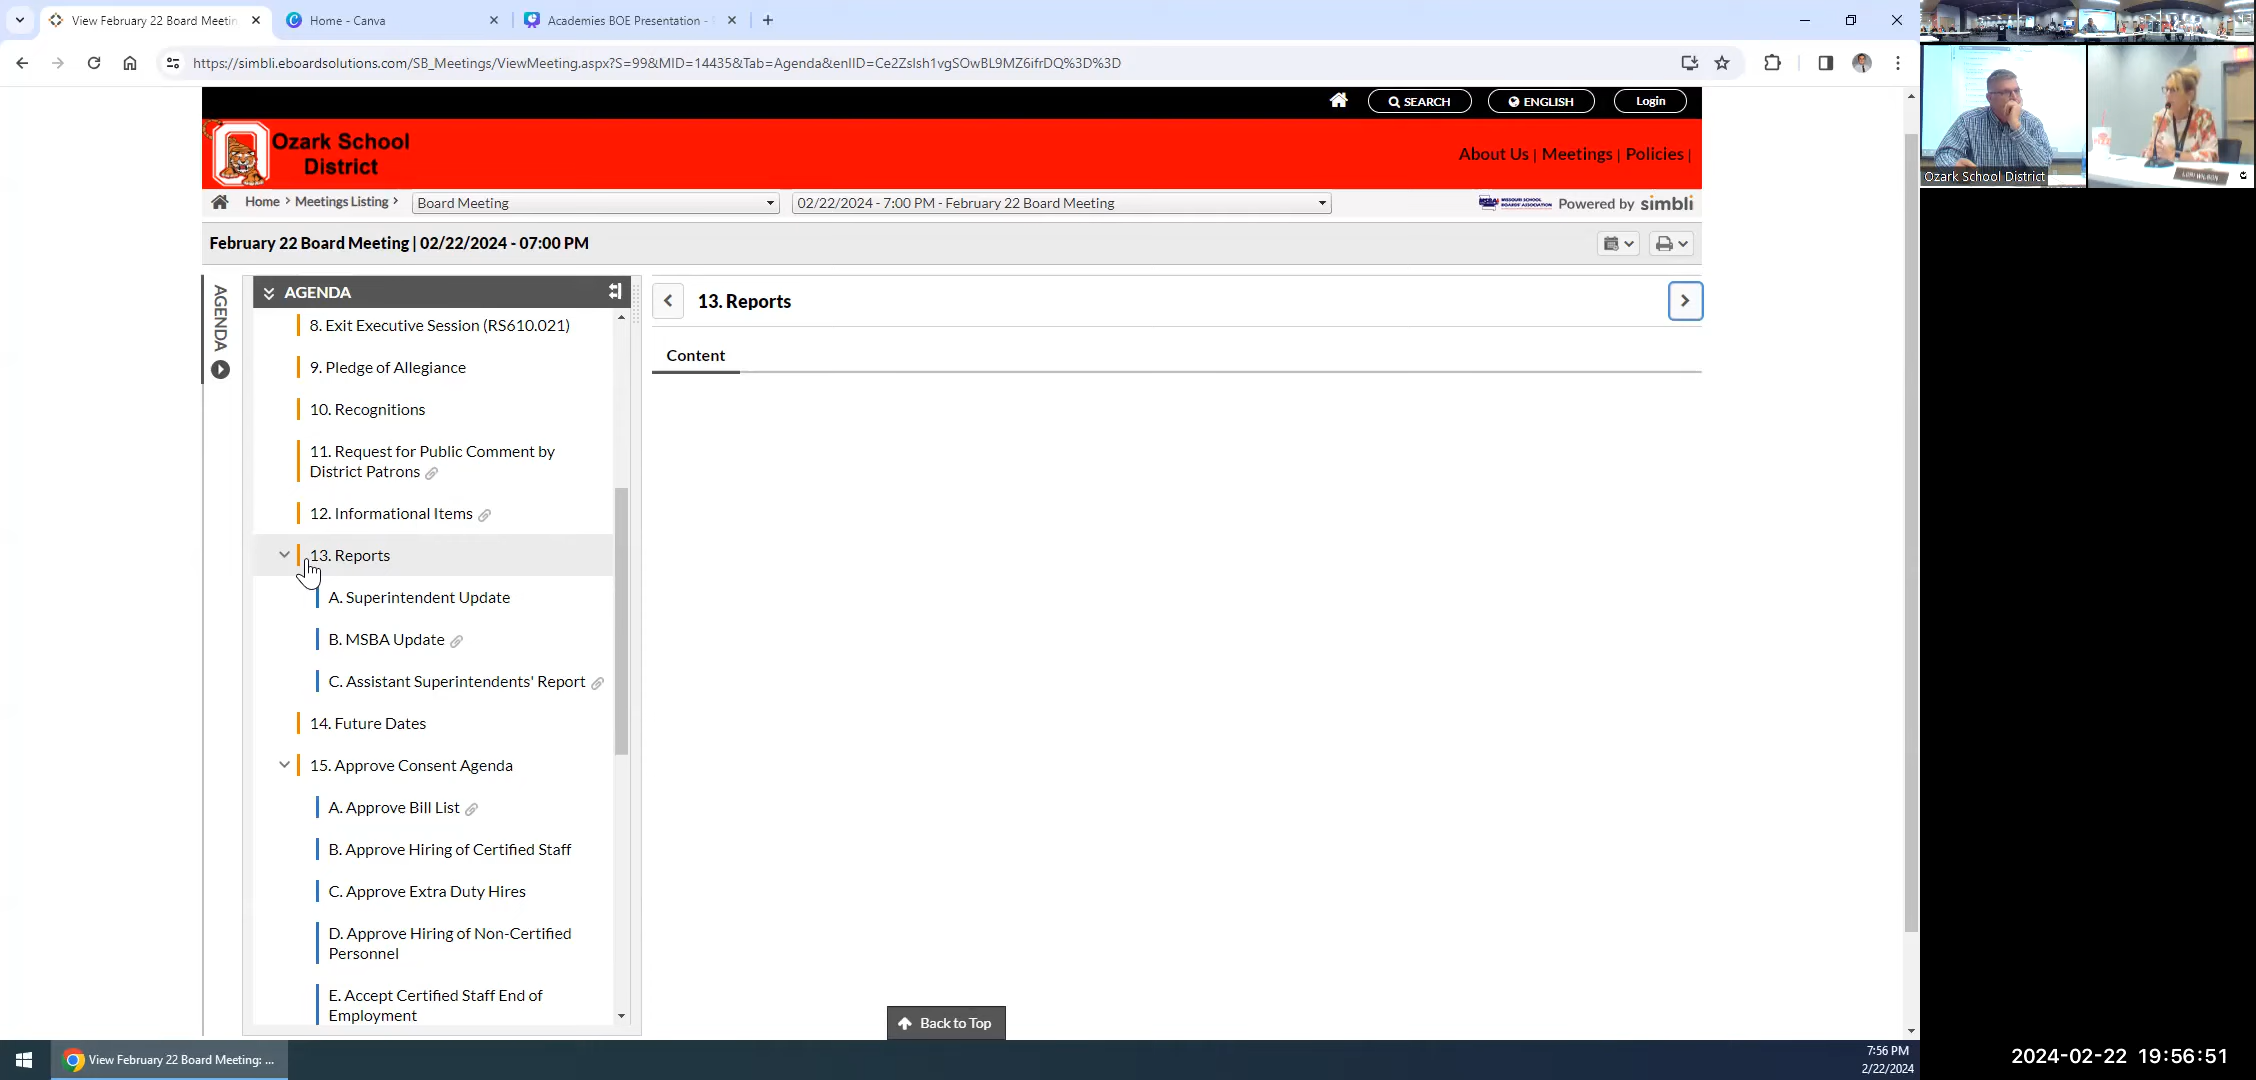 View February 22 Board Meetin
Home - Canva
Academies BOE Presentation -
https://simbli.eboardsolutions.com/SB_Meetings/ViewMeeting.aspx?S=99&MID=14435&Tab=Agenda&enIID=Ce2Zslsh1vgSOwBL9MZ6ifrDQ%3D%3D
SEARCH
ENGLISH
Login
Ozark School
District
About Us | Meetings | Policies |
Home > Meetings Listing >
Board Meeting
02/22/2024 - 7:00 PM - February 22 Board Meeting
Powered by simbli
February 22 Board Meeting | 02/22/2024 - 07:00 PM
AGENDA
AGENDA
8. Exit Executive Session (RS610.021)
9. Pledge of Allegiance
10. Recognitions
11. Request for Public Comment by
District Patrons
12. Informational Items
13. Reports
A. Superintendent Update
B. MSBA Update
C. Assistant Superintendents' Report
14. Future Dates
15. Approve Consent Agenda
A. Approve Bill List
B. Approve Hiring of Certified Staff
C. Approve Extra Duty Hires
D. Approve Hiring of Non-Certified
Personnel
E. Accept Certified Staff End of
Employment
13. Reports
Content
Back to Top
Ozark School District
LORI WILSON
View February 22 Board Meeting: ...
7:56 PM
2/22/2024
2024-02-22 19:56:51